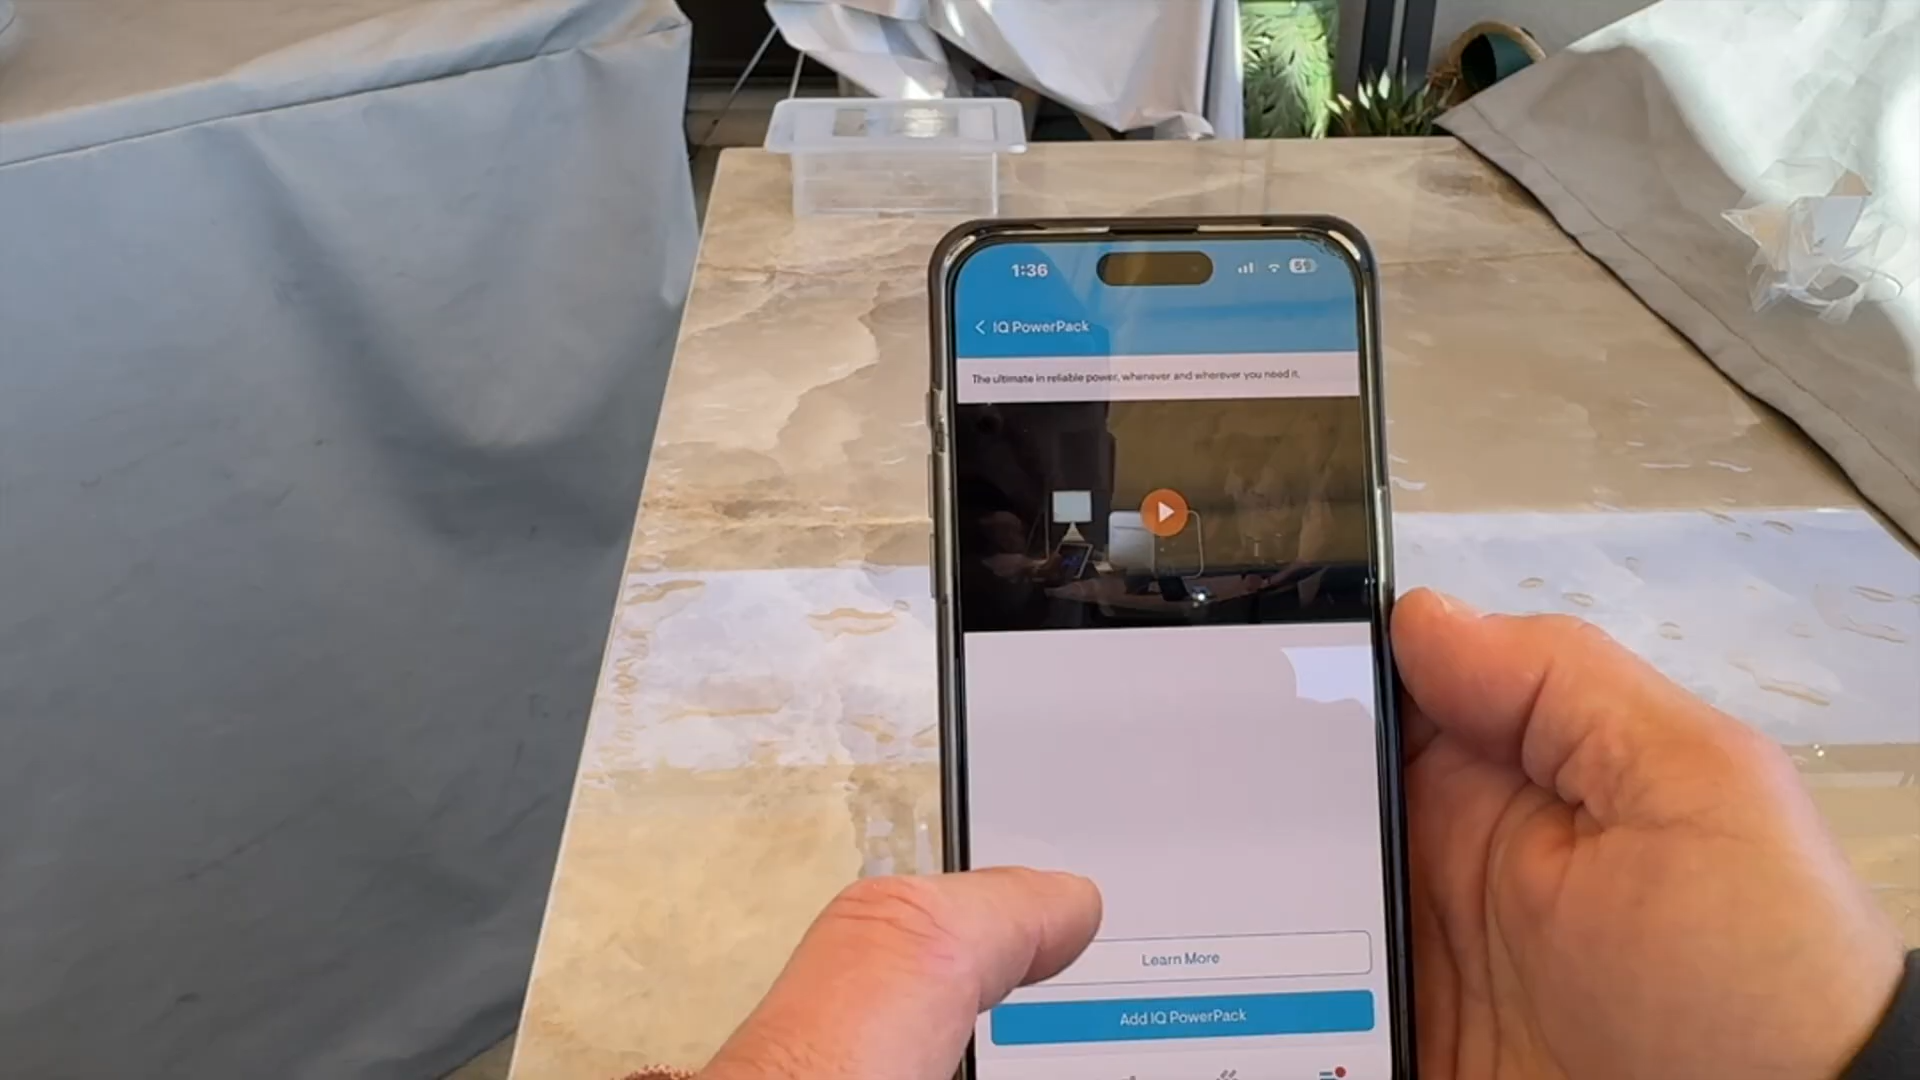 1:36
59
IQ PowerPack
The ultimate in reliable power, whenever and wherever you need it.
Learn More
Add IQ PowerPack